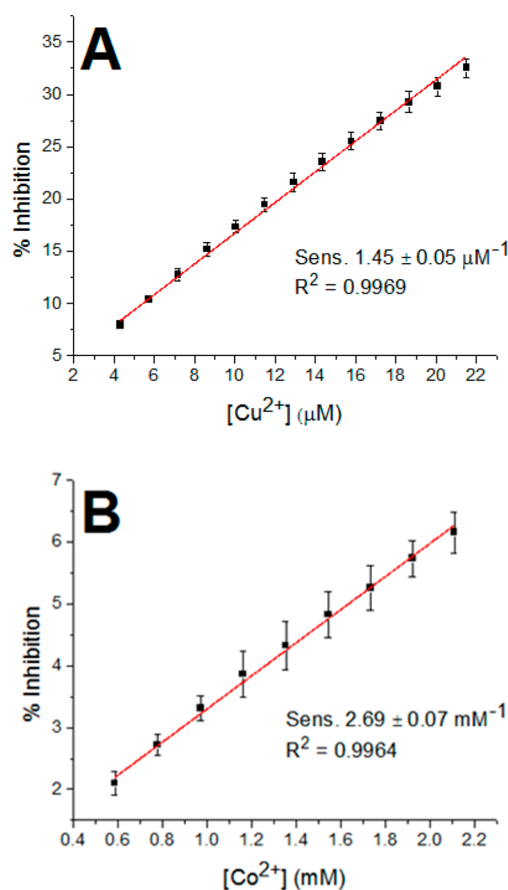 A
35
30
25
20
15
10
5
% Inhibition
Sens. 1.45 ± 0.05 μM⁻¹
R² = 0.9969
2 4 6 8 10 12 14 16 18 20 22
[Cu²⁺] (μM)
B
7
6
5
4
3
2
% Inhibition
Sens. 2.69 ± 0.07 mM⁻¹
R² = 0.9964
0.4 0.6 0.8 1.0 1.2 1.4 1.6 1.8 2.0 2.2
[Co²⁺] (mM)